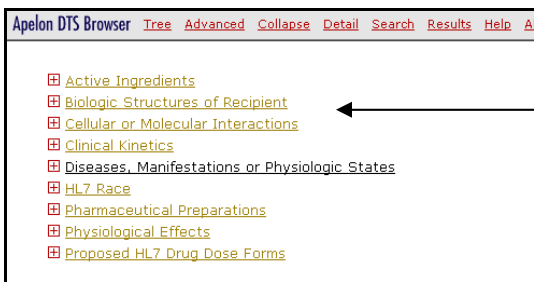 Apelon DTS Browser Tree Advanced Collapse Detail Search Results Help
Active Ingredients
Biologic Structures of Recipient
Cellular or Molecular Interactions
Clinical Kinetics
Diseases, Manifestations or Physiologic States
HL7 Race
Pharmaceutical Preparations
Physiological Effects
Proposed HL7 Drug Dose Forms